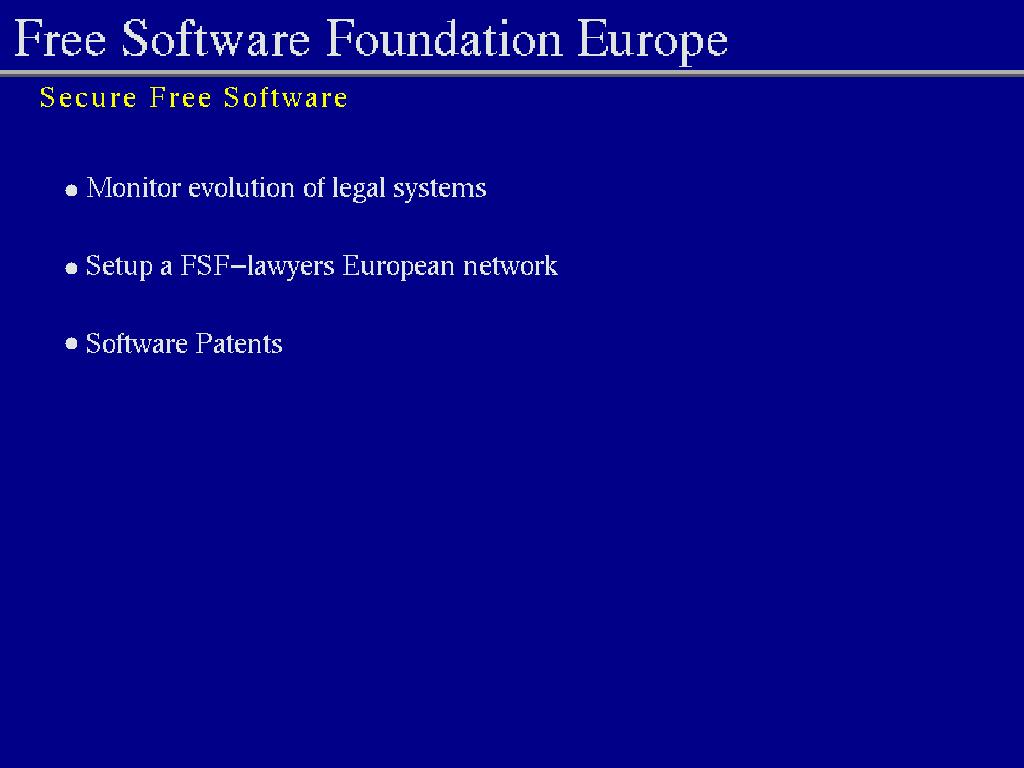 Free Software Foundation Europe
Secure Free Software
● Monitor evolution of legal systems
● Setup a FSF−lawyers European network
● Software Patents